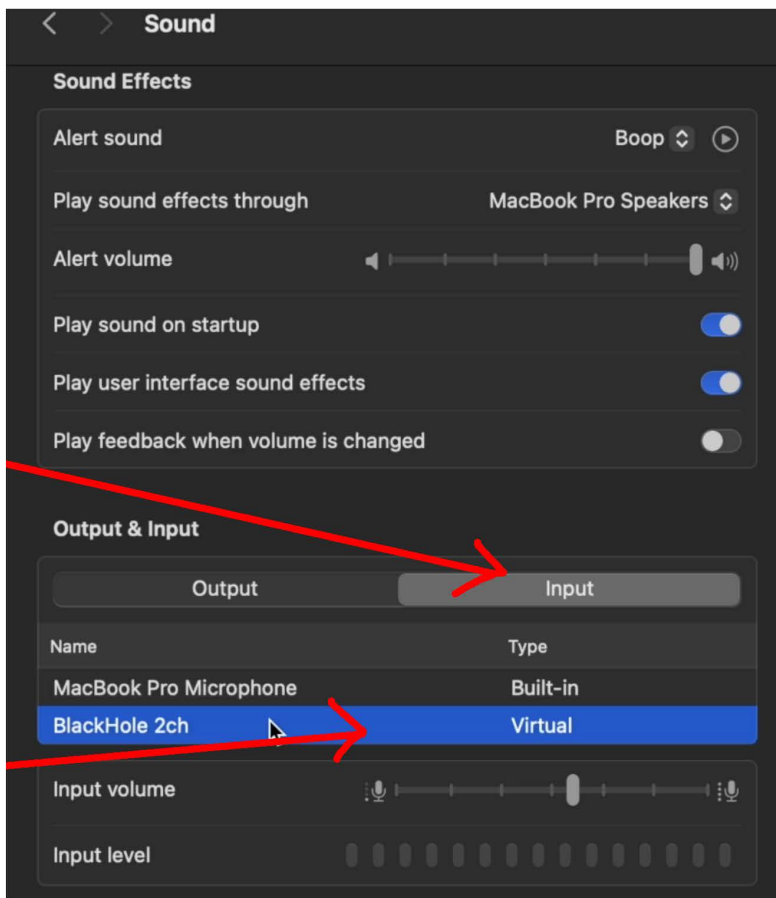 Sound
Sound Effects
Alert sound Boop
Play sound effects through MacBook Pro Speakers
Alert volume
Play sound on startup
Play user interface sound effects
Play feedback when volume is changed
Output & Input
Output Input
Name Type
MacBook Pro Microphone Built-in
BlackHole 2ch Virtual
Input volume
Input level